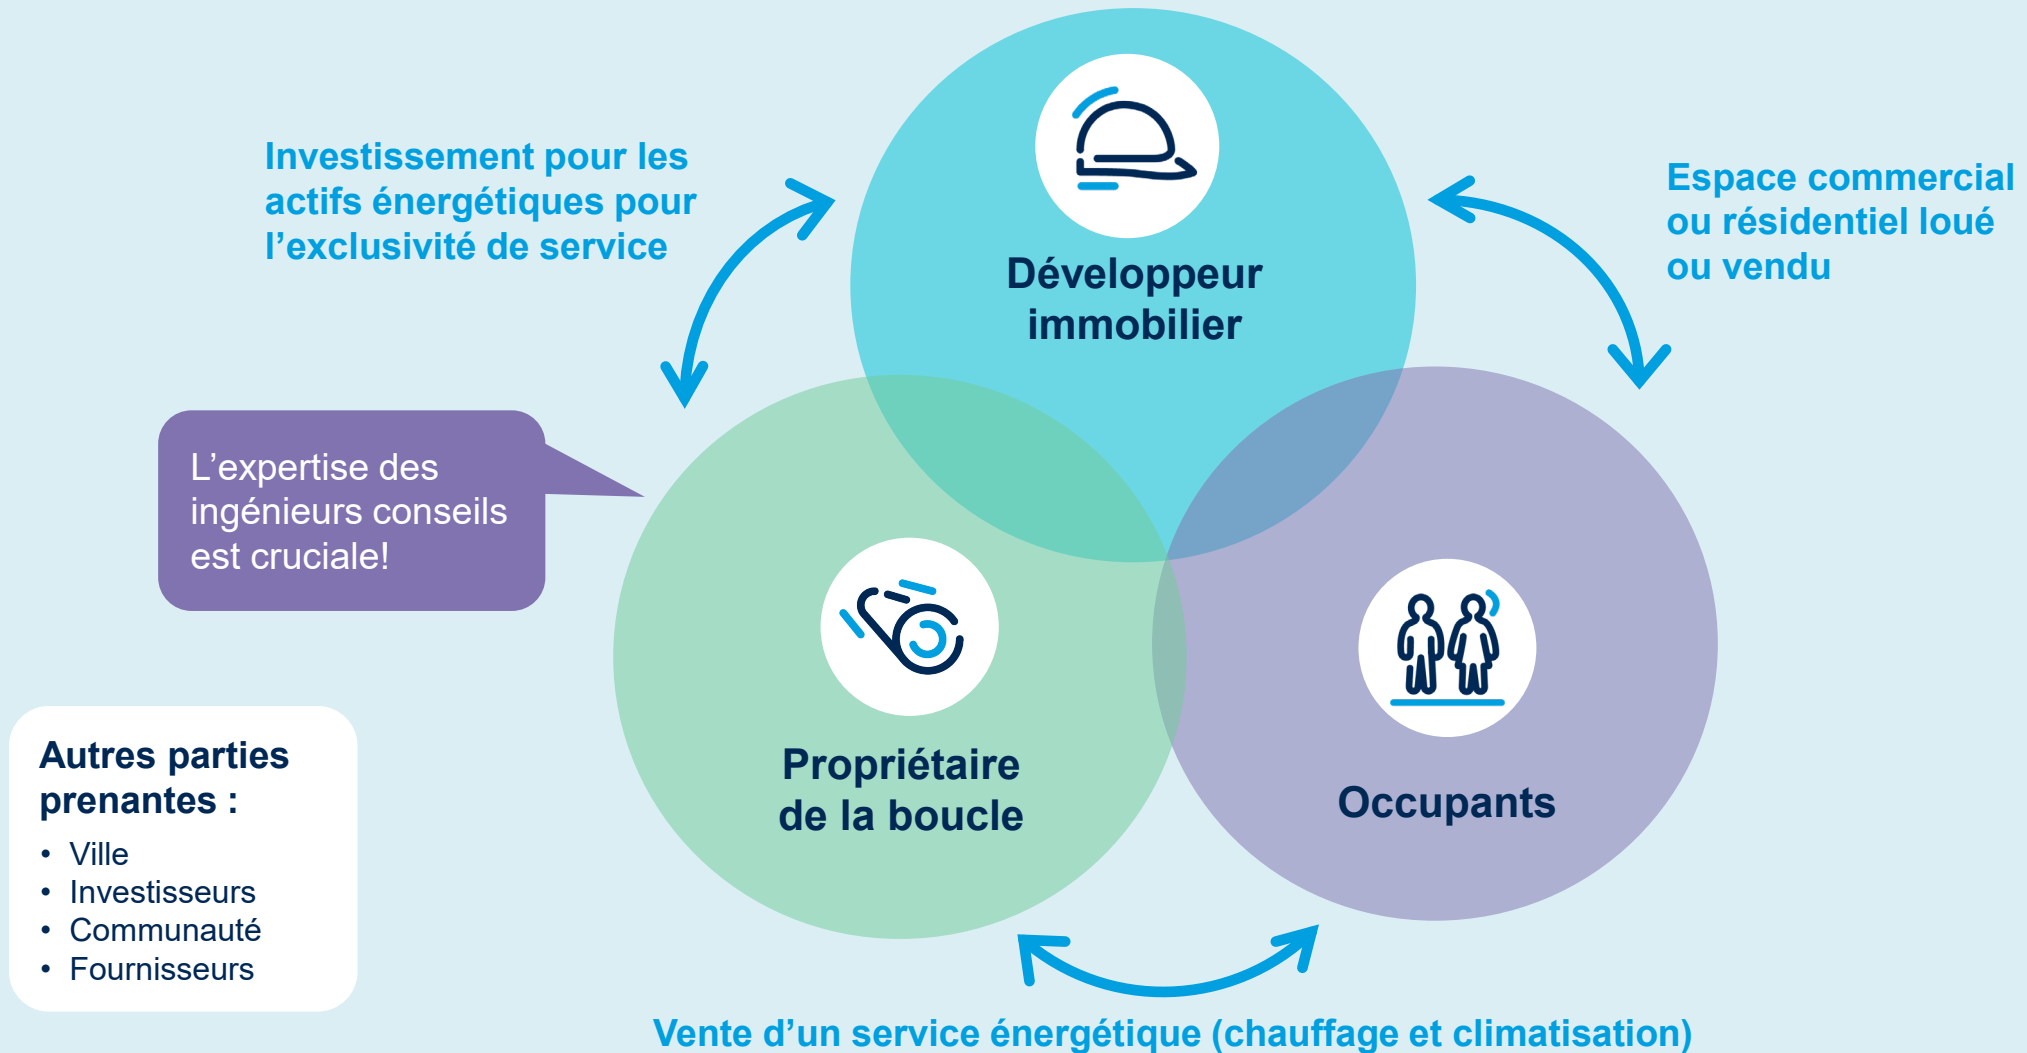 Investissement pour les
actifs énergétiques pour
l’exclusivité de service
Espace commercial
ou résidentiel loué
ou vendu
Développeur
immobilier
L’expertise des
ingénieurs conseils
est cruciale!
Propriétaire
de la boucle
Occupants
Autres parties
prenantes :
• Ville
• Investisseurs
• Communauté
• Fournisseurs
Vente d’un service énergétique (chauffage et climatisation)